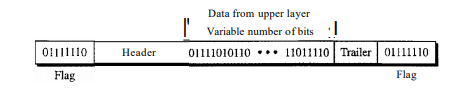 Data from upper layer
Variable number of bits
01111110 Header 01111010110 ••• 11011110 Trailer 01111110
Flag Flag